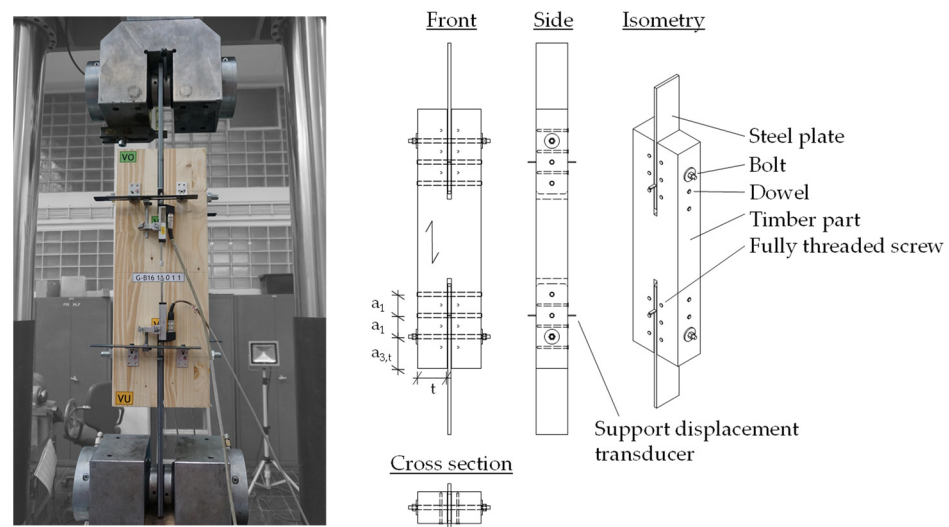 VO
G-B16 15 0 1 1
VU
Front
Side
Isometry
Steel plate
Bolt
Dowel
Timber part
Fully threaded screw
a1
a1
a3,t
t
Support displacement
transducer
Cross section